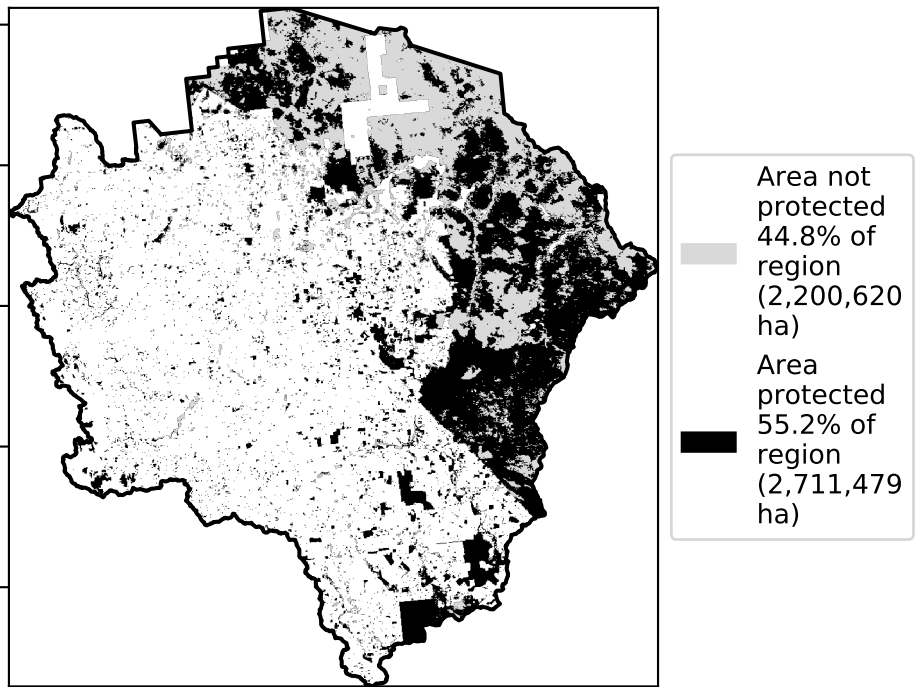 Area not
protected
44.8% of
region
(2,200,620
ha)
Area
protected
55.2% of
region
(2,711,479
ha)